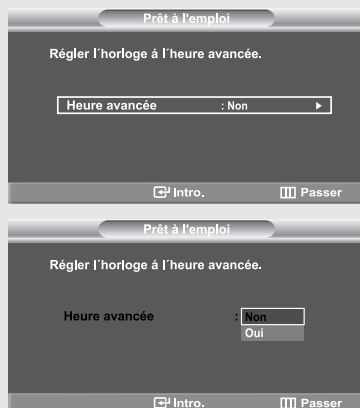 Prêt à l'emploi
Régler l´horloge á l´heure avancée.
Heure avancée : Non
Intro. Passer
Prêt à l'emploi
Régler l´horloge á l´heure avancée.
Heure avancée : Non
Oui
Intro. Passer